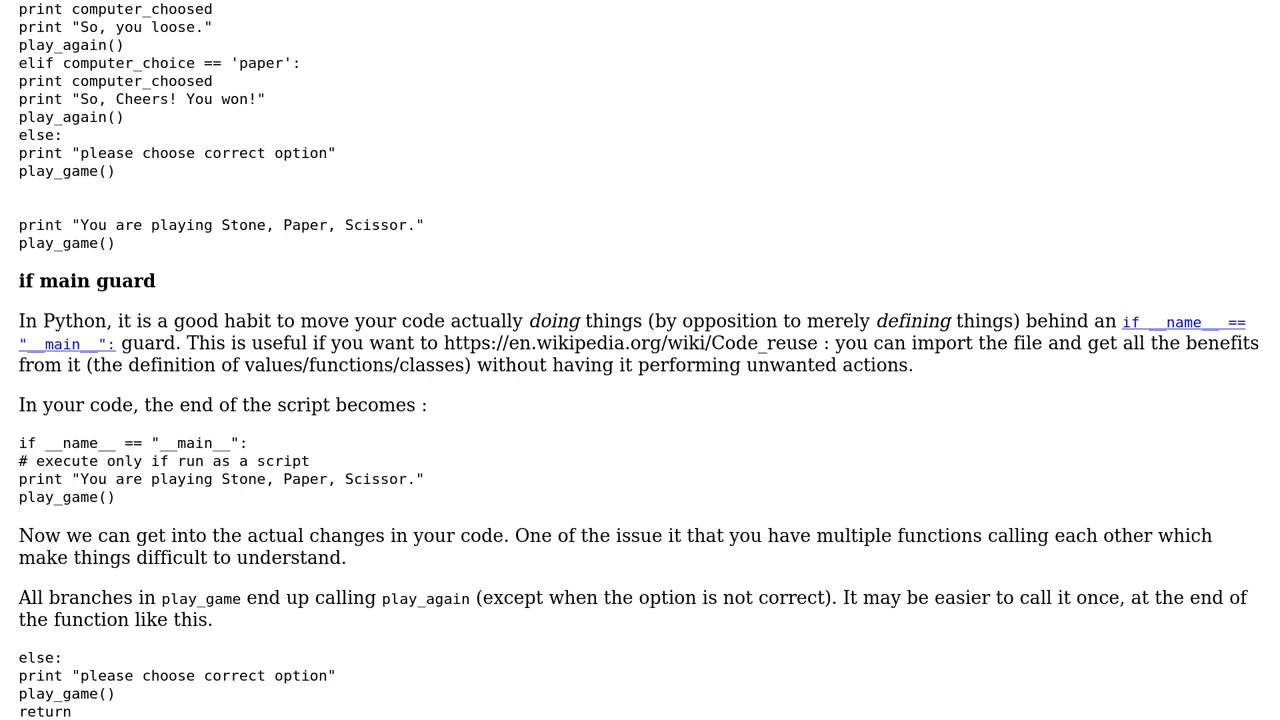 print computer_choosed
print "So, you loose."
play_again()
elif computer_choice == 'paper':
print computer_choosed
print "So, Cheers! You won!"
play_again()
else:
print "please choose correct option"
play_game()
print "You are playing Stone, Paper, Scissor."
play_game()
if main guard
In Python, it is a good habit to move your code actually doing things (by opposition to merely defining things) behind an if __name__ ==
"__main__": guard. This is useful if you want to https://en.wikipedia.org/wiki/Code_reuse : you can import the file and get all the benefits
from it (the definition of values/functions/classes) without having it performing unwanted actions.
In your code, the end of the script becomes :
if __name__ == "__main__":
# execute only if run as a script
print "You are playing Stone, Paper, Scissor."
play_game()
Now we can get into the actual changes in your code. One of the issue it that you have multiple functions calling each other which
make things difficult to understand.
All branches in play_game end up calling play_again (except when the option is not correct). It may be easier to call it once, at the end of
the function like this.
else:
print "please choose correct option"
play_game()
return